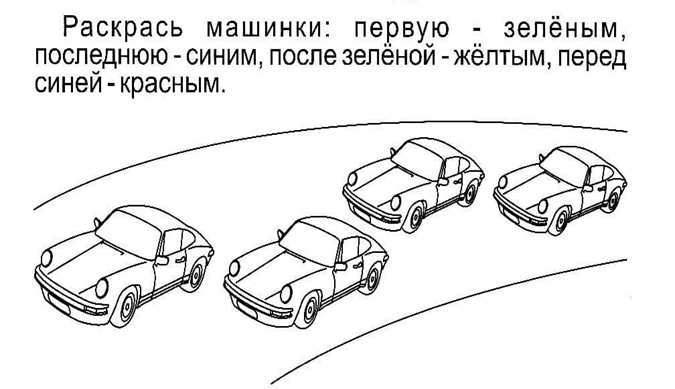 Раскрась машинки: первую - зелёным,
последнюю - синим, после зелёной - жёлтым, перед
синей - красным.